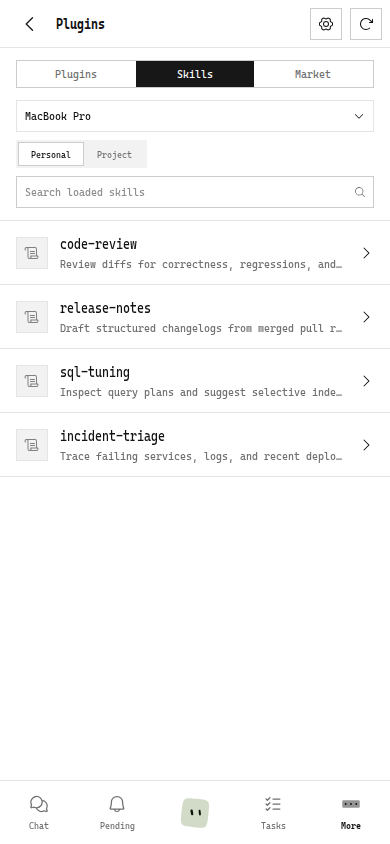 Plugins
Plugins
Skills
Market
MacBook Pro
Personal
Project
Search loaded skills
code-review
Review diffs for correctness, regressions, and…
release-notes
Draft structured changelogs from merged pull r…
sql-tuning
Inspect query plans and suggest selective inde…
incident-triage
Trace failing services, logs, and recent deplo…
Chat
Pending
Tasks
More